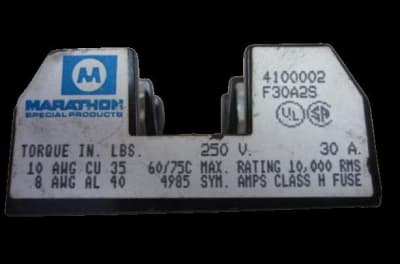 M
MARATHON
SPECIAL PRODUCTS
4100002
F30A2S
UL SA
TORQUE IN. LBS. 250 V. 30 A.
10 AWG CU 35 60/75C MAX. RATING 10,000 RMS
8 AWG AL 40 4985 SYM. AMPS CLASS H FUSE